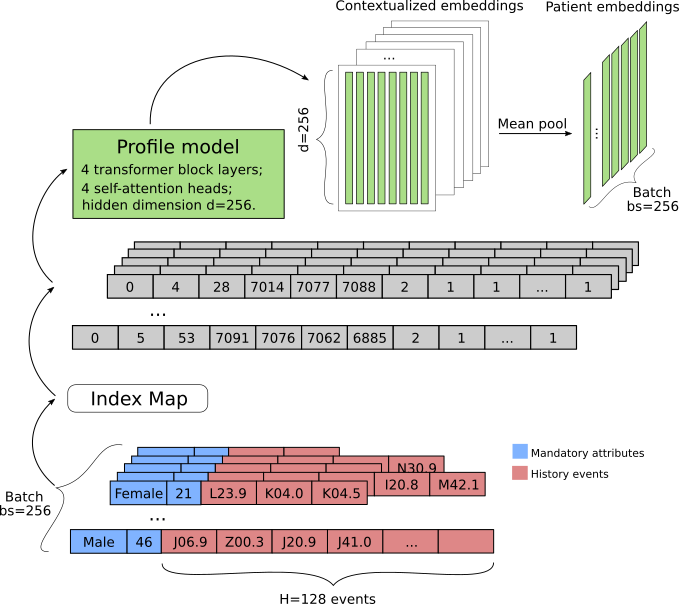 Contextualized embeddings
Patient embeddings
...
d=256
Mean pool
...
Batch
bs=256
Profile model
4 transformer block layers;
4 self-attention heads;
hidden dimension d=256.
0 4 28 7014 7077 7088 2 1 1 ... 1
...
0 5 53 7091 7076 7062 6885 2 1 ... 1
Index Map
Mandatory attributes
History events
Batch
bs=256
N30.9
I20.8 M42.1
Female 21 L23.9 K04.0 K04.5
...
Male 46 J06.9 Z00.3 J20.9 J41.0 ...
H=128 events